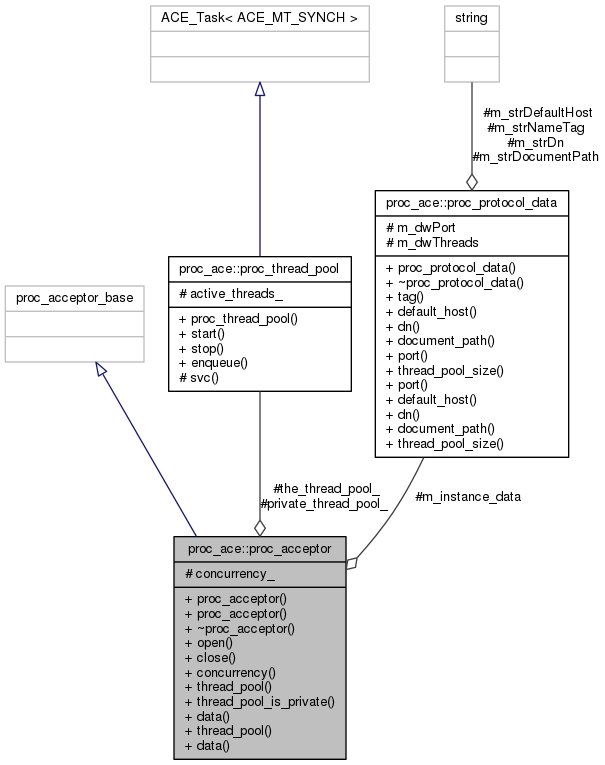 ACE_Task< ACE_MT_SYNCH >
string
#m_strDefaultHost
#m_strNameTag
#m_strDn
#m_strDocumentPath
proc_ace::proc_protocol_data
# m_dwPort
# m_dwThreads
+ proc_protocol_data()
+ ~proc_protocol_data()
+ tag()
+ default_host()
+ dn()
+ document_path()
+ port()
+ thread_pool_size()
+ port()
+ default_host()
+ dn()
+ document_path()
+ thread_pool_size()
proc_ace::proc_thread_pool
# active_threads_
+ proc_thread_pool()
+ start()
+ stop()
+ enqueue()
# svc()
proc_acceptor_base
#the_thread_pool_
#private_thread_pool_
#m_instance_data
proc_ace::proc_acceptor
# concurrency_
+ proc_acceptor()
+ proc_acceptor()
+ ~proc_acceptor()
+ open()
+ close()
+ concurrency()
+ thread_pool()
+ thread_pool_is_private()
+ data()
+ thread_pool()
+ data()